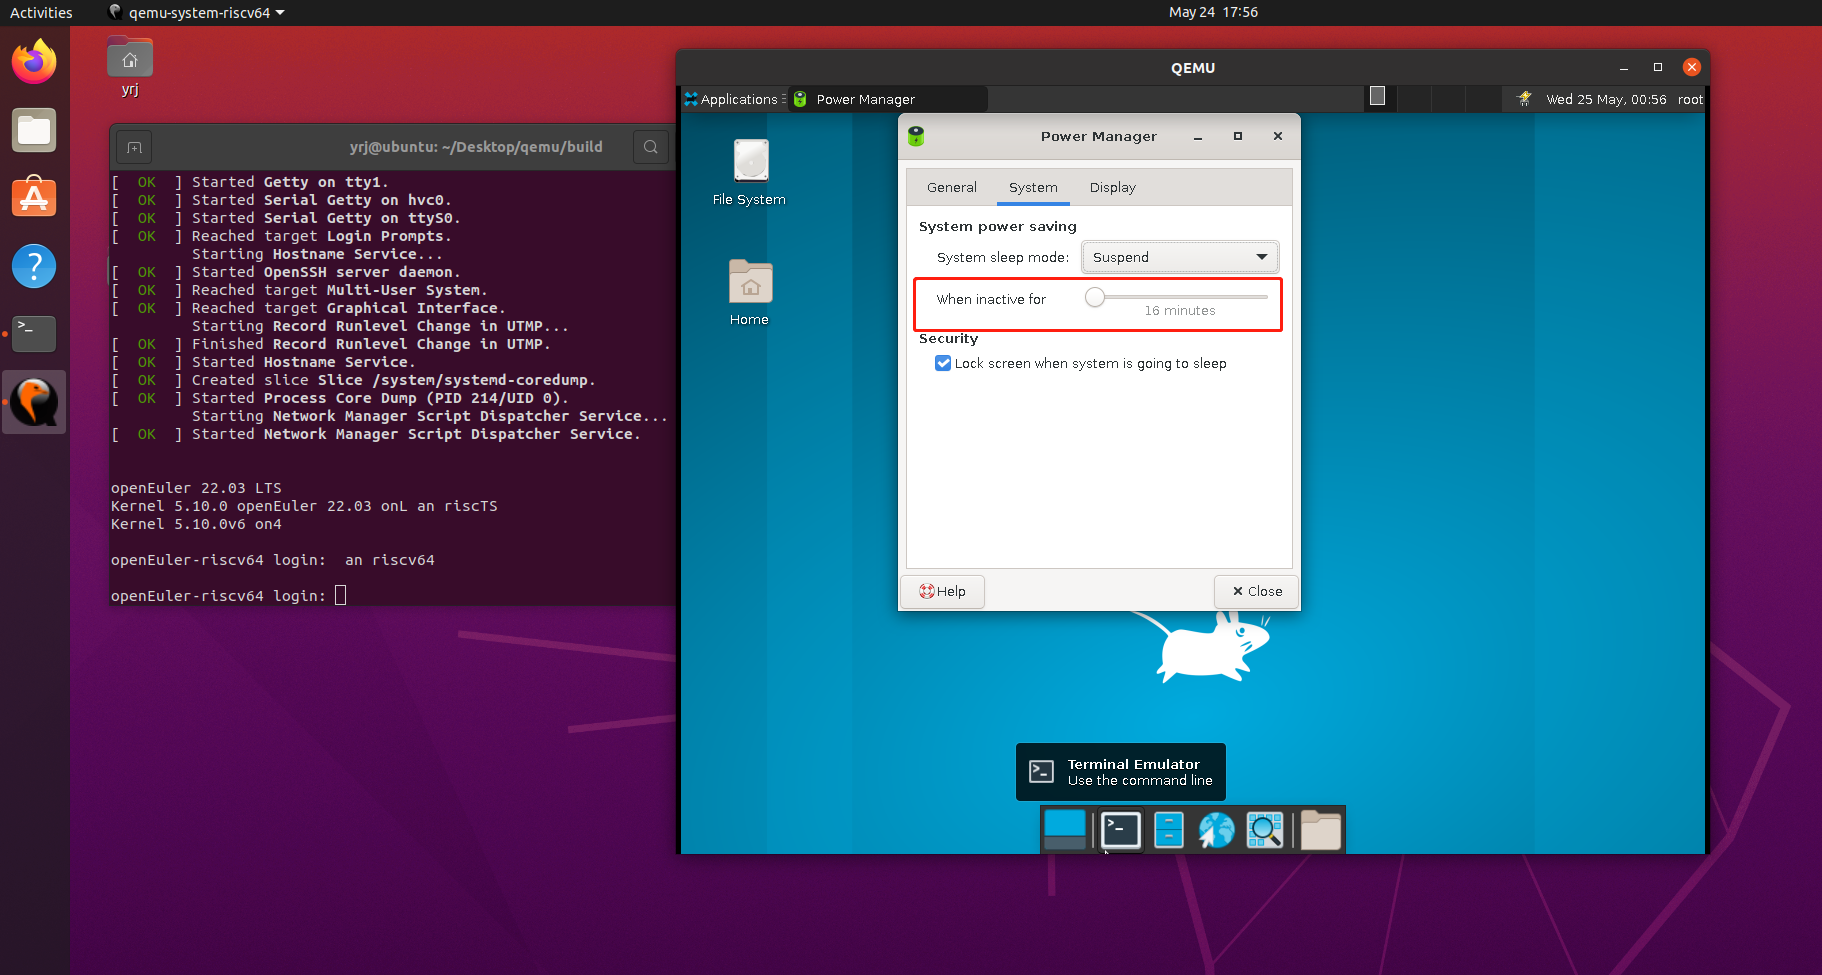 Activities
qemu-system-riscv64
May 24 17:56
yrj
yrj@ubuntu: ~/Desktop/qemu/build
[ OK ] Started Getty on tty1.
[ OK ] Started Serial Getty on hvc0.
[ OK ] Started Serial Getty on ttyS0.
[ OK ] Reached target Login Prompts.
Starting Hostname Service...
[ OK ] Started OpenSSH server daemon.
[ OK ] Reached target Multi-User System.
[ OK ] Reached target Graphical Interface.
Starting Record Runlevel Change in UTMP...
[ OK ] Finished Record Runlevel Change in UTMP.
[ OK ] Started Hostname Service.
[ OK ] Created slice Slice /system/systemd-coredump.
[ OK ] Started Process Core Dump (PID 214/UID 0).
Starting Network Manager Script Dispatcher Service...
[ OK ] Started Network Manager Script Dispatcher Service.
openEuler 22.03 LTS
Kernel 5.10.0 openEuler 22.03 onL an riscTS
Kernel 5.10.0v6 on4
openEuler-riscv64 login:  an riscv64
openEuler-riscv64 login:
QEMU
Applications
Power Manager
Wed 25 May, 00:56
root
File System
Home
Power Manager
General
System
Display
System power saving
System sleep mode:
Suspend
When inactive for
16 minutes
Security
Lock screen when system is going to sleep
Help
Close
Terminal Emulator
Use the command line